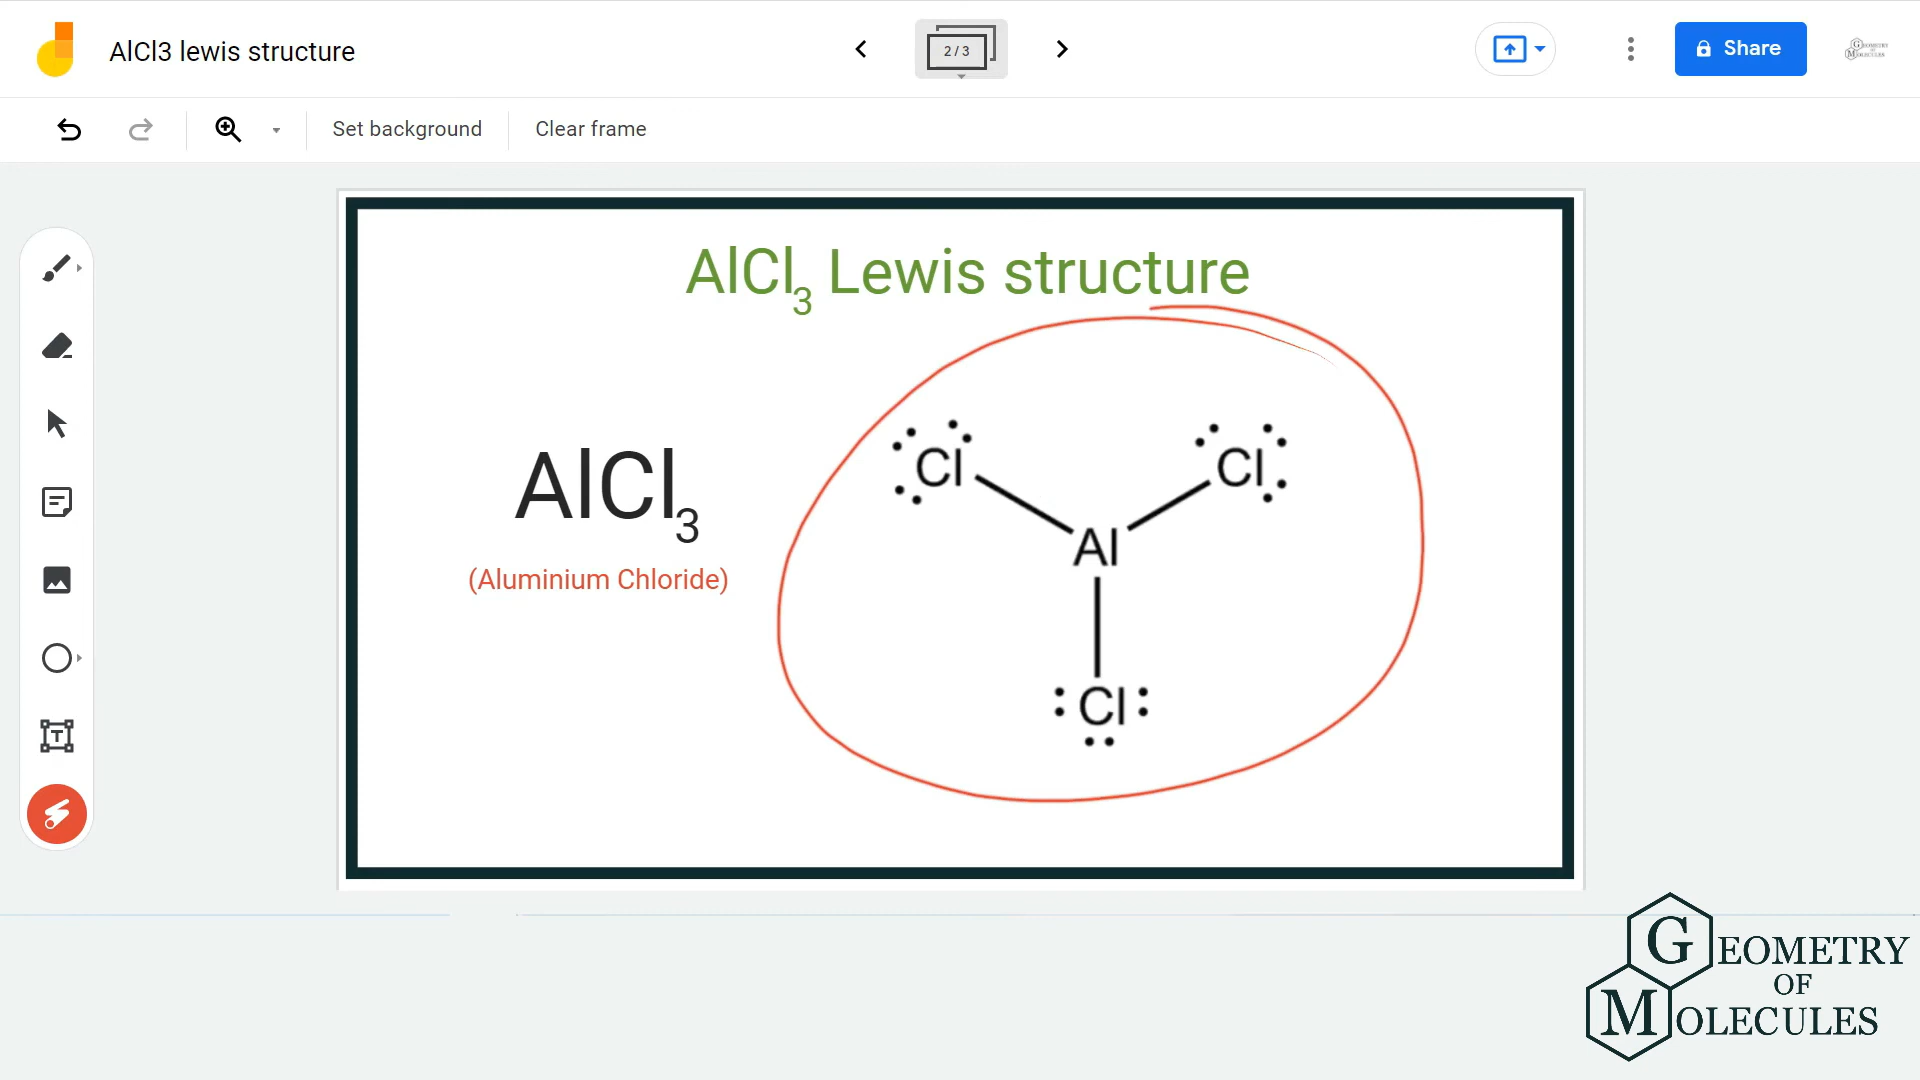 AlCl3 lewis structure
2/3
Share
Set background
Clear frame
AlCl₃ Lewis structure
AlCl₃
(Aluminium Chloride)
Cl
Cl
Al
Cl
T
GEOMETRY
OF
MOLECULES